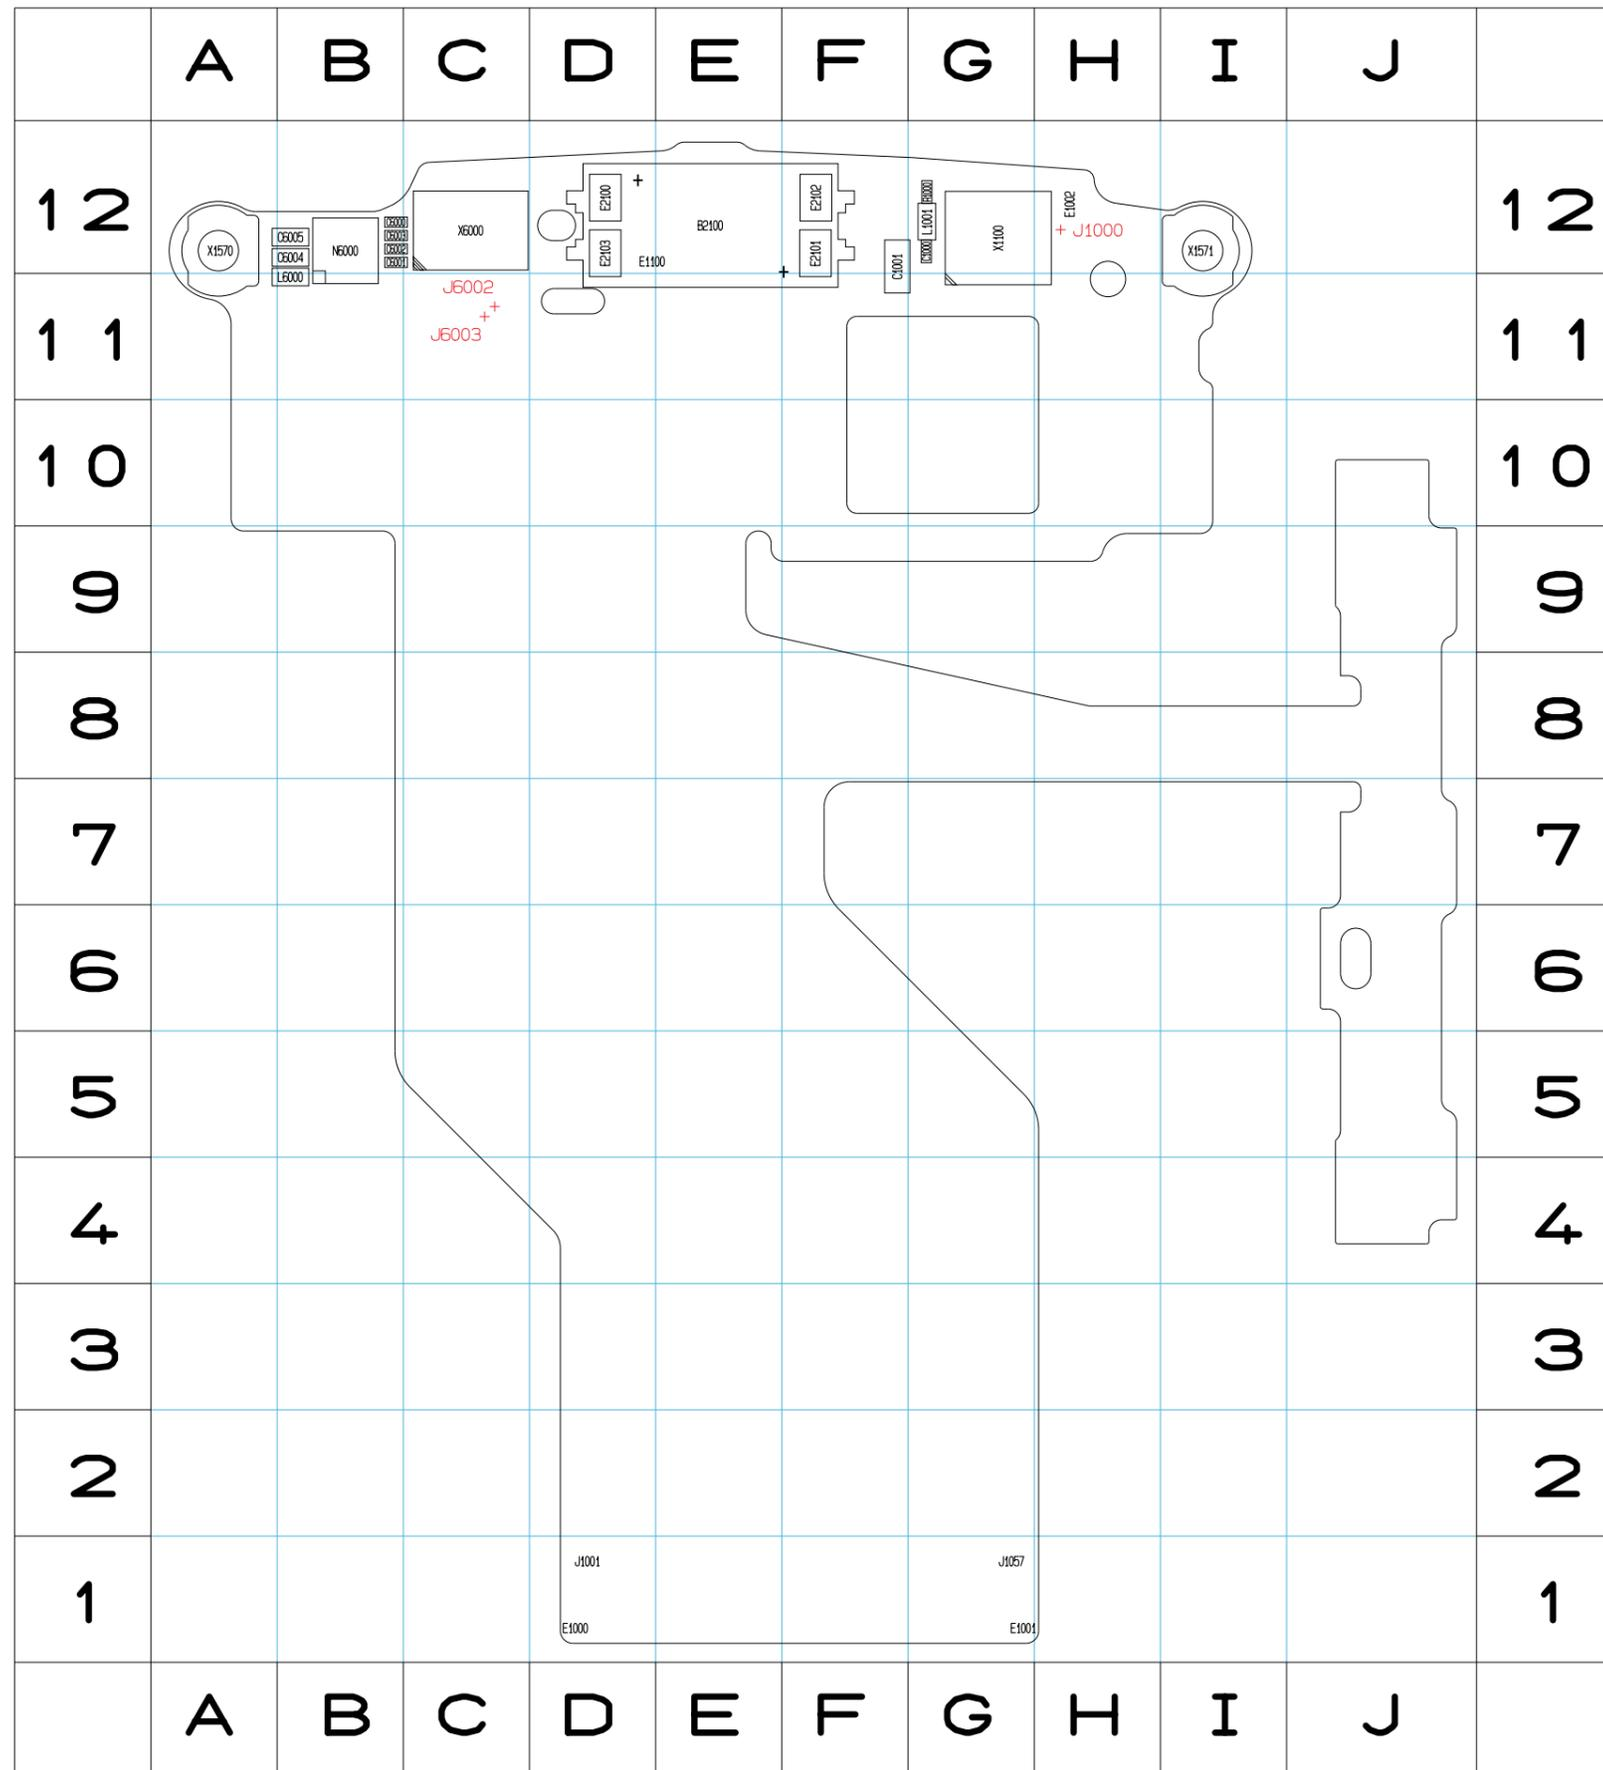 A B C D E F G H I J
12 12
X1570
C6005
C6004
L6000
N6000
C6000
C6003
C6002
C6001
X6000
J6002
J6003
E2100
E2103
E1100
B2100
E2102
E2101
C1001
R1000
L1001
C1000
X1100
E1002
J1000
X1571
11 11
10 10
9 9
8 8
7 7
6 6
5 5
4 4
3 3
2 2
1 1
J1001 J1057
E1000 E1001
A B C D E F G H I J